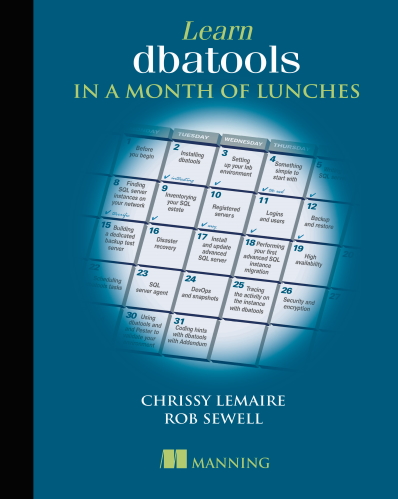 Learn
dbatools
IN A MONTH OF LUNCHES
TUESDAY
WEDNESDAY
THURSDAY
Before
you begin
2 Installing
dbatools
3 Setting
up your lab
environment
4 Something
simple to
start with
8 Finding
SQL server
instances on
your network
9
Inventorying
your SQL
estate
10
Registered
servers
11
Logins
and users
12
Backup
and restore
15 Building
a dedicated
backup test
server
16
Disaster
recovery
17 Install
and update
advanced
SQL server
18 Performing
your first
advanced SQL
instance
migration
19
High
availability
23
SQL
server agent
24
DevOps
and snapshots
25 Tracing
the activity on
the instance
with dbatools
26
Security and
encryption
30 Using
dbatools and
31
Coding hints
with dbatools
with Addendum
CHRISSY LEMAIRE
ROB SEWELL
MANNING